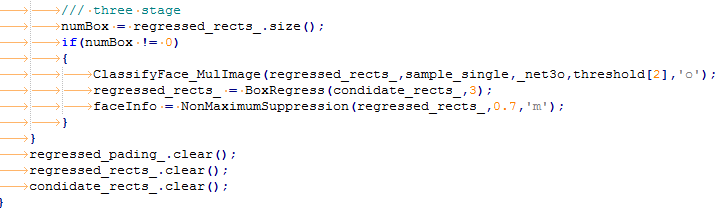 /// three stage
numBox = regressed_rects_.size();
if(numBox != 0)
{
ClassifyFace_MulImage(regressed_rects_,sample_single,_net3o,threshold[2],'o');
regressed_rects_ = BoxRegress(condidate_rects_,3);
faceInfo = NonMaximumSuppression(regressed_rects_,0.7,'m');
}
}
regressed_pading_.clear();
regressed_rects_.clear();
condidate_rects_.clear();
}